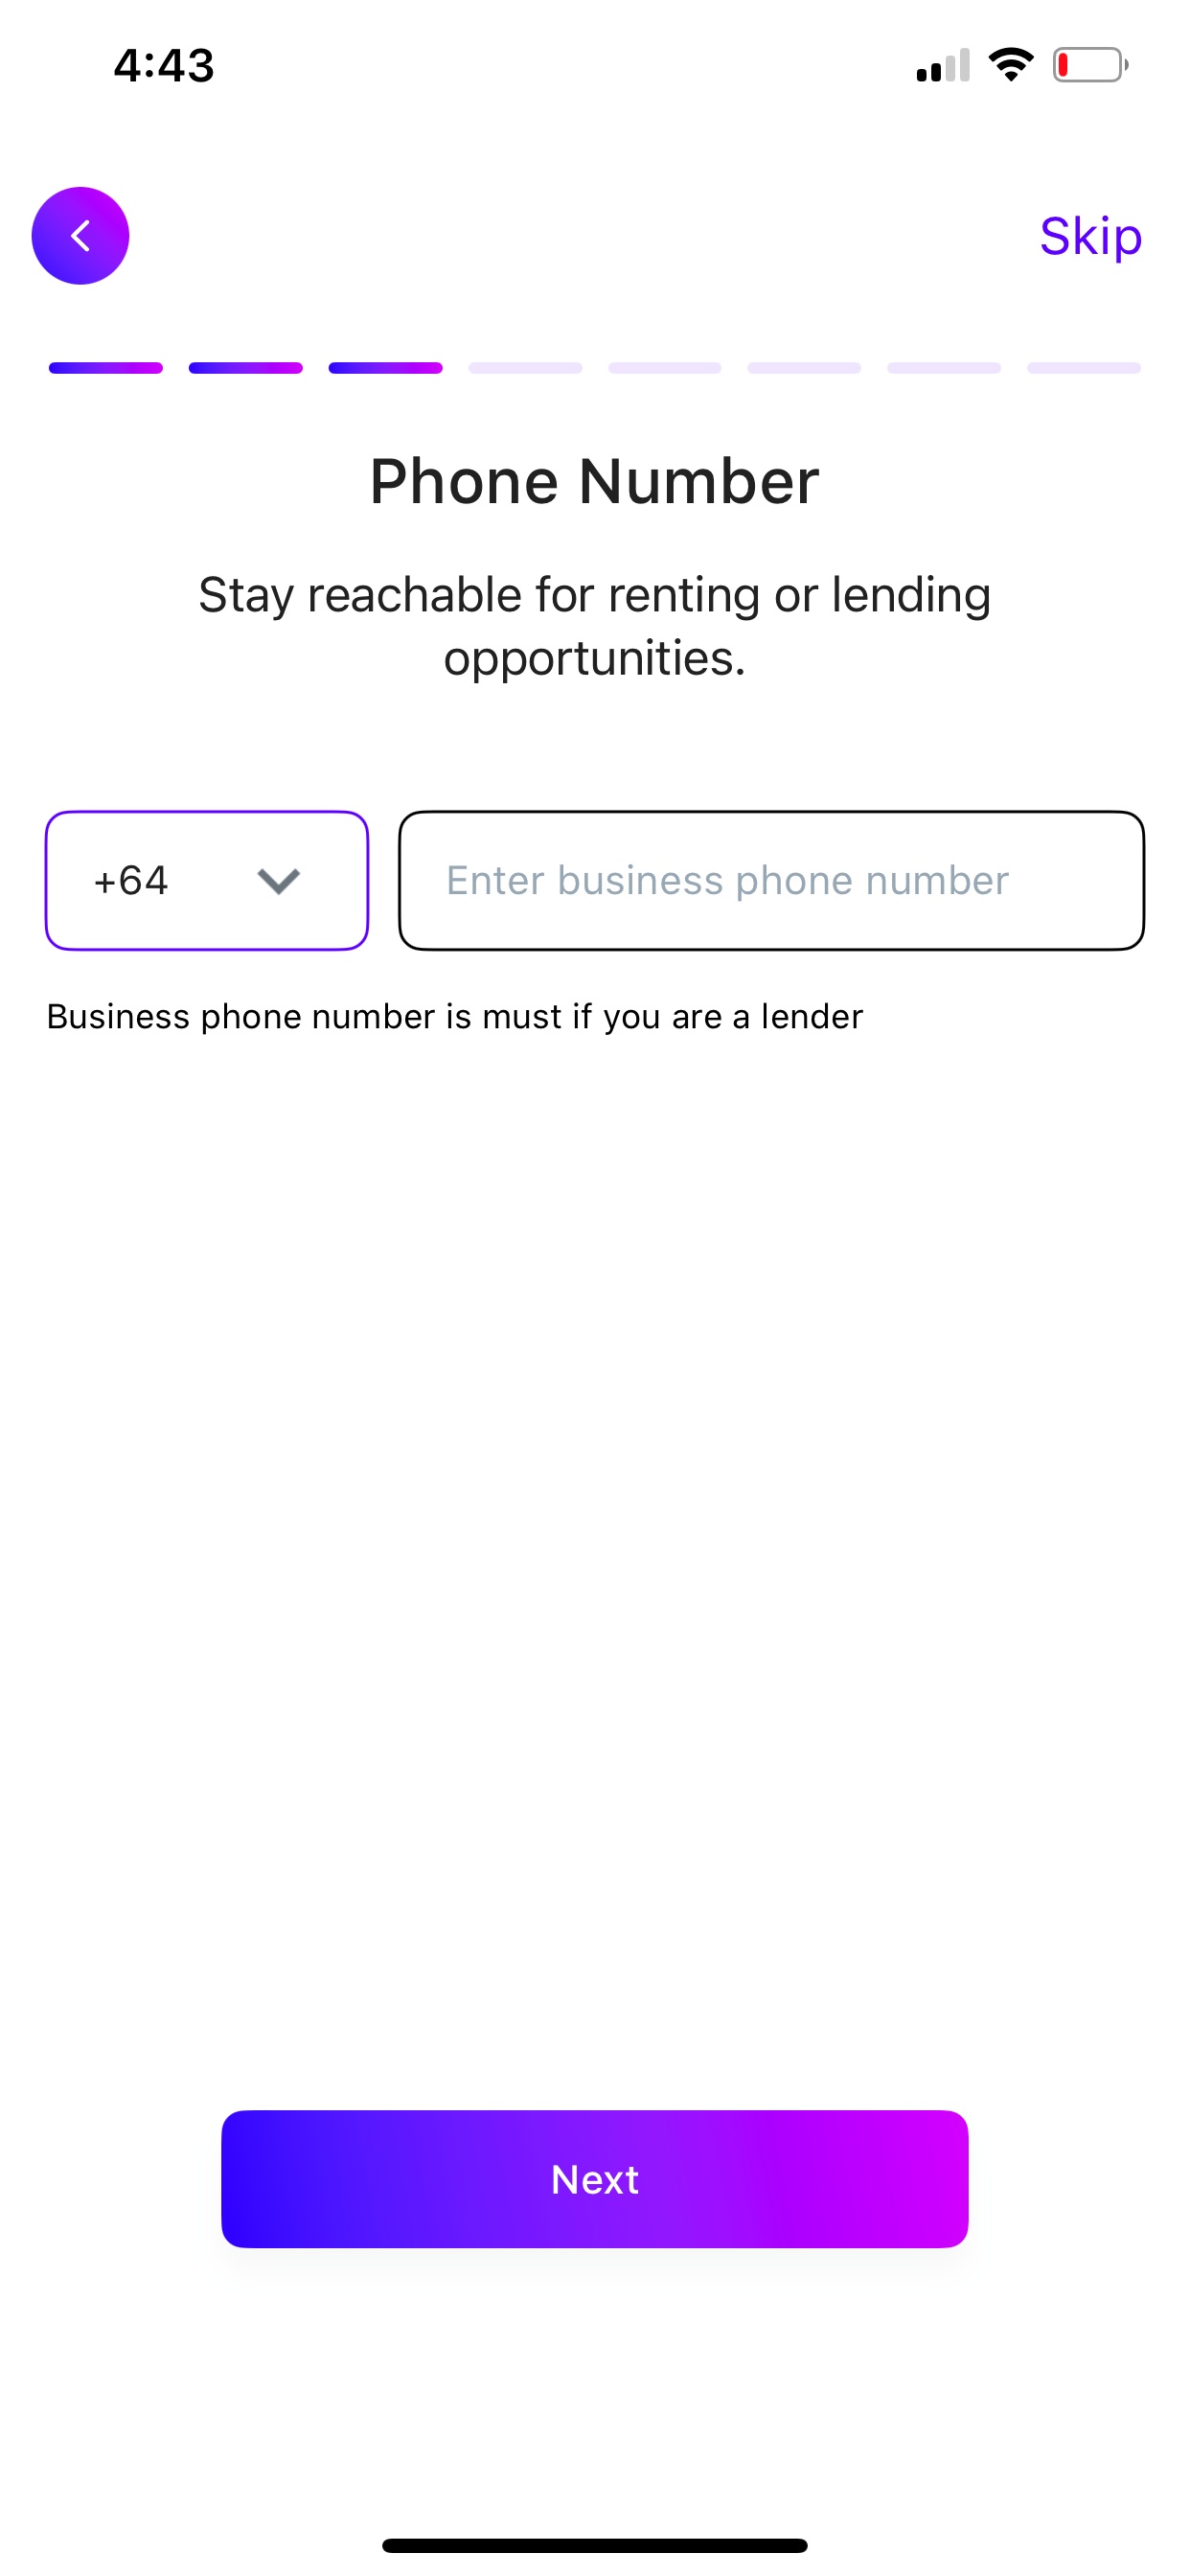 4:43
Skip
Phone Number
Stay reachable for renting or lending
opportunities.
+64
Enter business phone number
Business phone number is must if you are a lender
Next